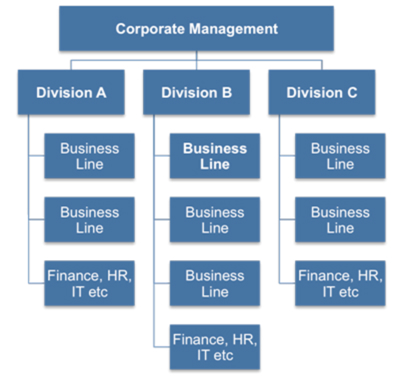 Corporate Management
Division A
Division B
Division C
Business
Line
Business
Line
Business
Line
Business
Line
Business
Line
Business
Line
Finance, HR,
IT etc
Business
Line
Finance, HR,
IT etc
Finance, HR,
IT etc